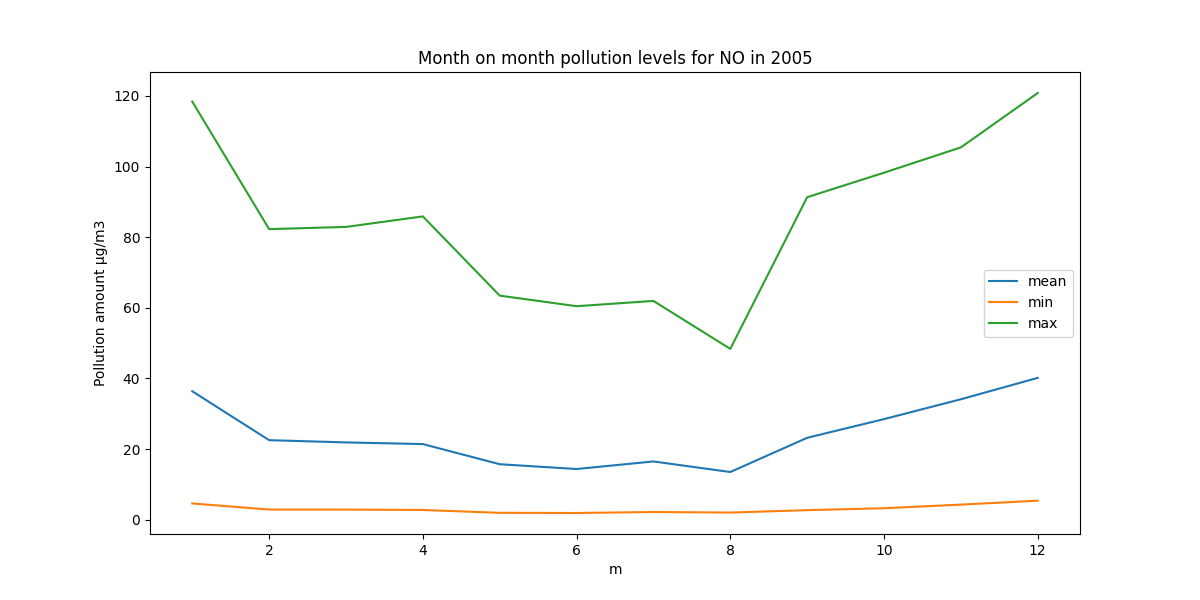 Month on month pollution levels for NO in 2005
Pollution amount µg/m3
120
100
80
60
40
20
0
mean
min
max
2 4 6 8 10 12
m